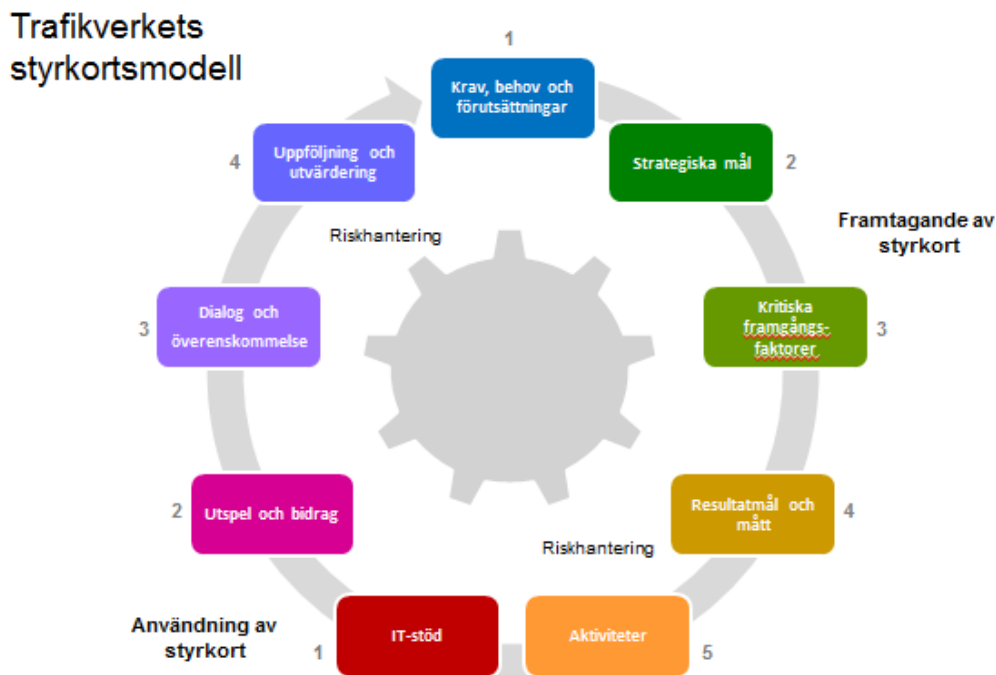 Trafikverkets
styrkortsmodell
1
Krav, behov och
förutsättningar
Strategiska mål
2
Framtagande av
styrkort
Kritiska
framgångs-
faktorer
3
Resultatmål och
mått
4
Riskhantering
Aktiviteter
5
Användning av
styrkort
1
IT-stöd
2
Utspel och bidrag
3
Dialog och
överenskommelse
4
Uppföljning och
utvärdering
Riskhantering